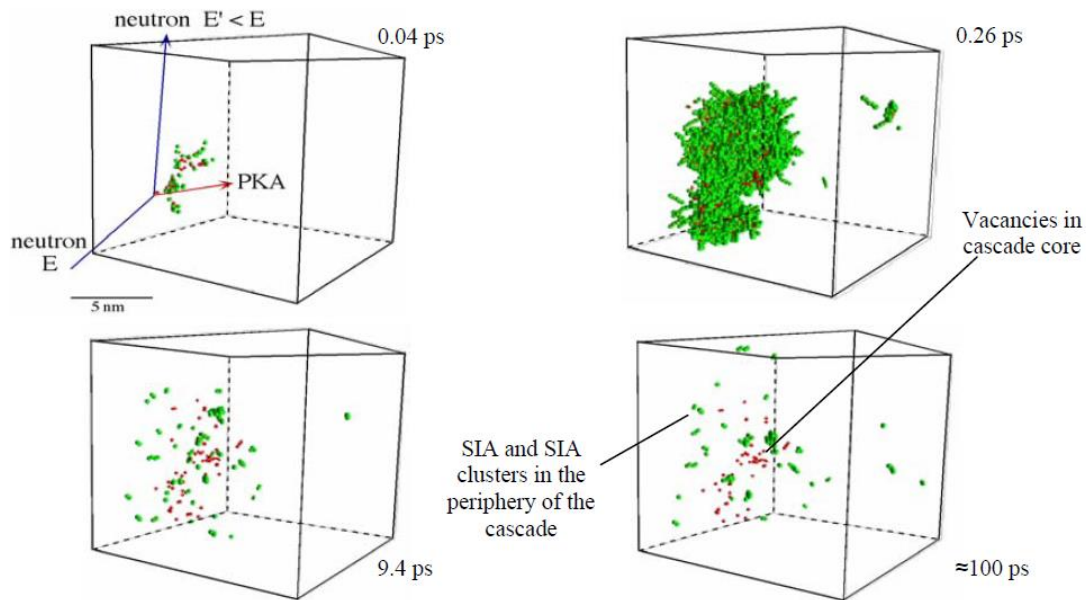 neutron E' < E
0.04 ps
PKA
neutron
E
5 nm
0.26 ps
Vacancies in
cascade core
9.4 ps
SIA and SIA
clusters in the
periphery of the
cascade
≈100 ps